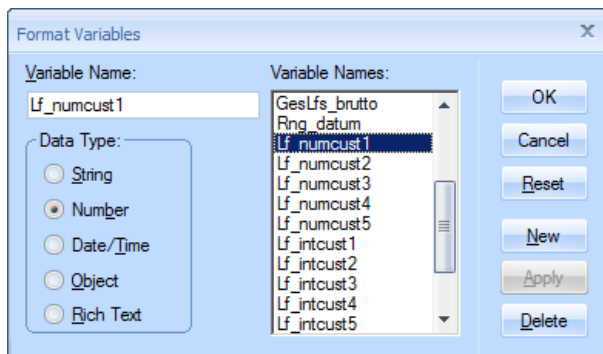 Format Variables
Variable Name:
Lf_numcust1
Data Type:
String
Number
Date/Time
Object
Rich Text
Variable Names:
GesLfs_brutto
Rng_datum
Lf_numcust1
Lf_numcust2
Lf_numcust3
Lf_numcust4
Lf_numcust5
Lf_intcust1
Lf_intcust2
Lf_intcust3
Lf_intcust4
Lf_intcust5
OK
Cancel
Reset
New
Apply
Delete